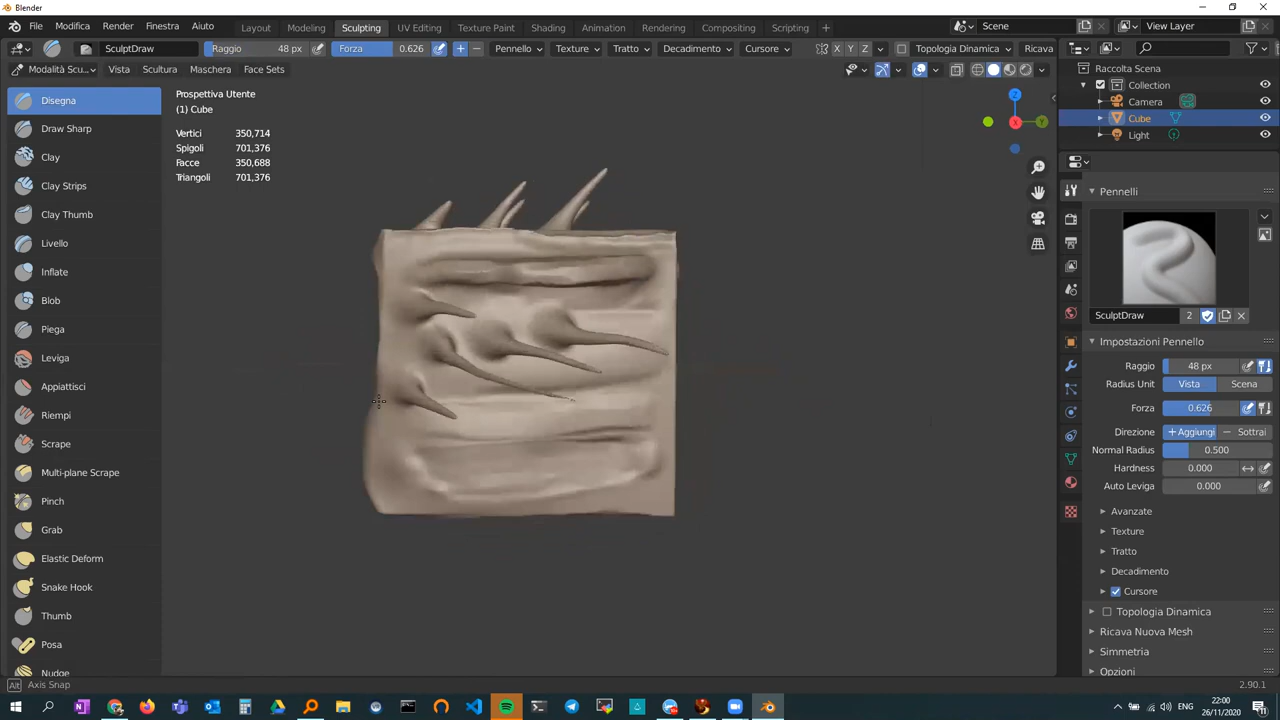 Blender
File Modifica Render Finestra Aiuto Layout Modeling Sculpting UV Editing Texture Paint Shading Animation Rendering Compositing Scripting + Scene View Layer
SculptDraw Raggio 48 px Forza 0.626 Pennello Texture Tratto Decadimento Cursore X Y Z Topologia Dinamica Ricava
Modalità Scu... Vista Scultura Maschera Face Sets
Raccolta Scena
Collection
Camera
Cube
Light
Disegna
Draw Sharp
Clay
Clay Strips
Clay Thumb
Livello
Inflate
Blob
Piega
Leviga
Appiattisci
Riempi
Scrape
Multi-plane Scrape
Pinch
Grab
Elastic Deform
Snake Hook
Thumb
Posa
Nudge
Prospettiva Utente
(1) Cube
Vertici 350,714
Spigoli 701,376
Facce 350,688
Triangoli 701,376
Z
X
Y
Pennelli
SculptDraw 2
Impostazioni Pennello
Raggio 48 px
Radius Unit Vista Scena
Forza 0.626
Direzione + Aggiungi − Sottrai
Normal Radius 0.500
Hardness 0.000
Auto Leviga 0.000
Avanzate
Texture
Tratto
Decadimento
Cursore
Topologia Dinamica
Ricava Nuova Mesh
Simmetria
Opzioni
Alt Axis Snap 2.90.1
22:00
26/11/2020